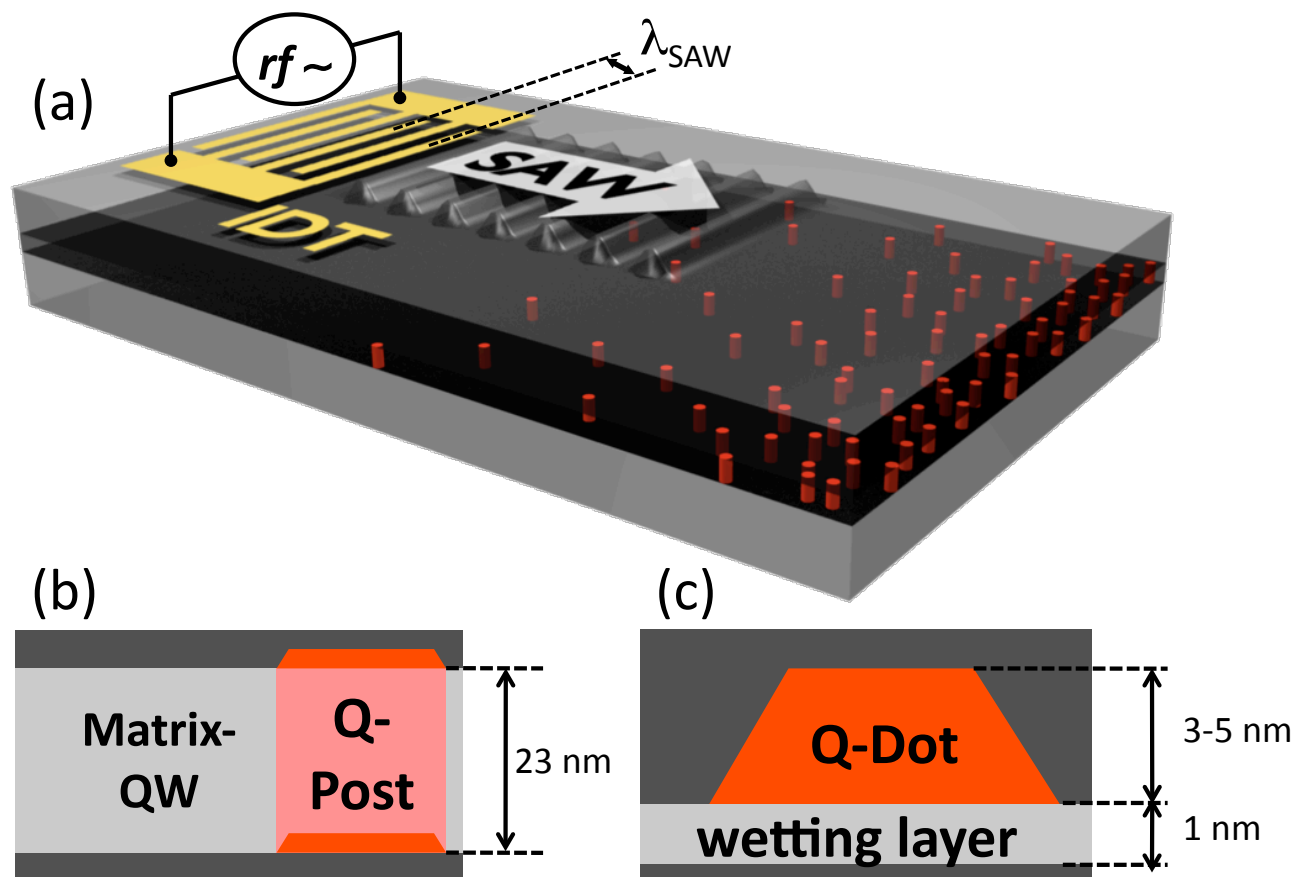 (a)
rf ~
λSAW
SAW
IDT
(b)
Matrix-
QW
Q-
Post
23 nm
(c)
Q-Dot
3-5 nm
wetting layer
1 nm